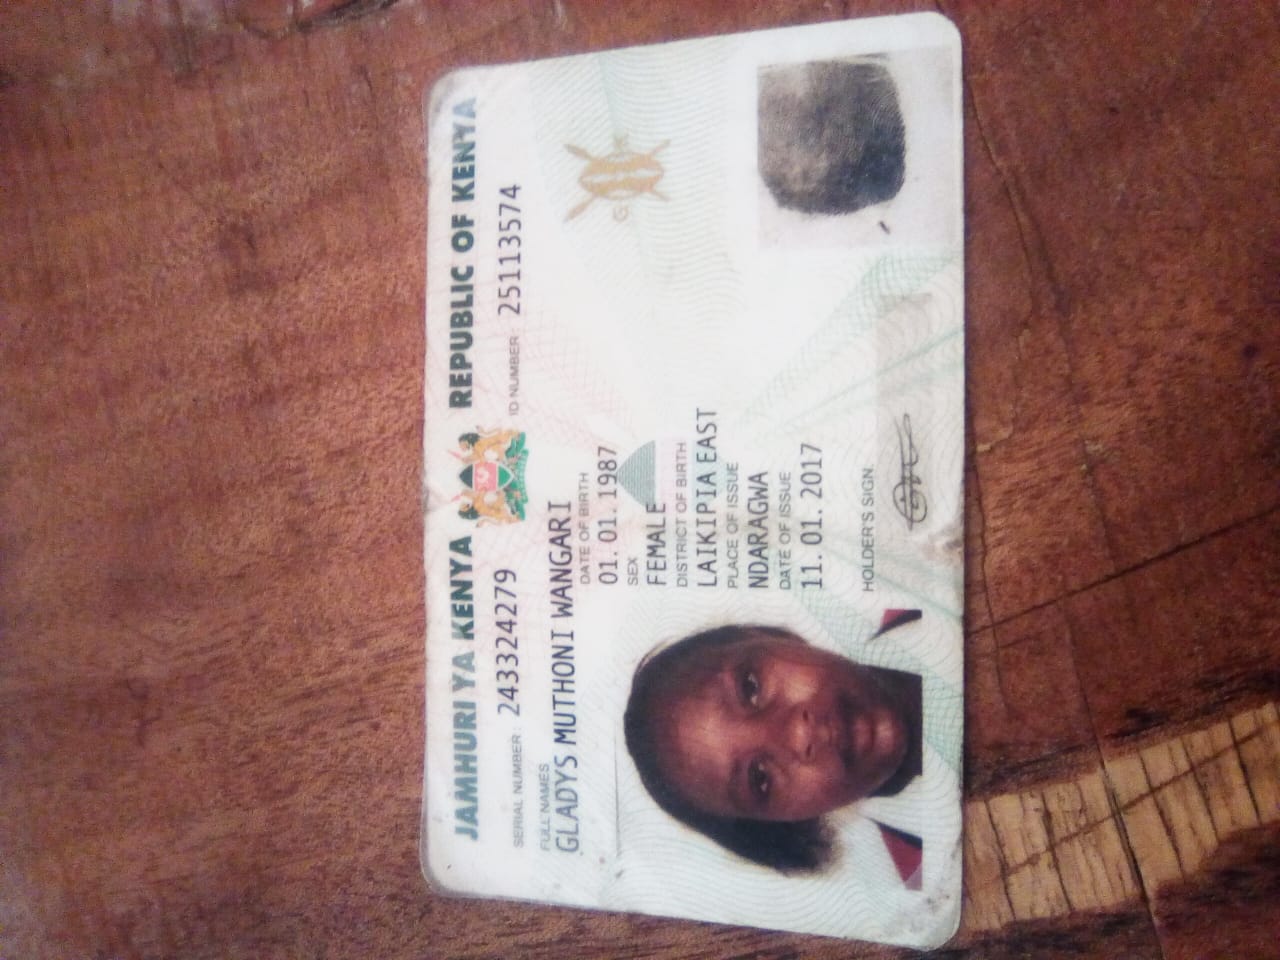 JAMHURI YA KENYA REPUBLIC OF KENYA
SERIAL NUMBER: 243324279 ID NUMBER: 25113574
FULL NAMES
GLADYS MUTHONI WANGARI
DATE OF BIRTH
01. 01. 1987
SEX
FEMALE
DISTRICT OF BIRTH
LAIKIPIA EAST
PLACE OF ISSUE
NDARAGWA
DATE OF ISSUE
11. 01. 2017
HOLDER'S SIGN.